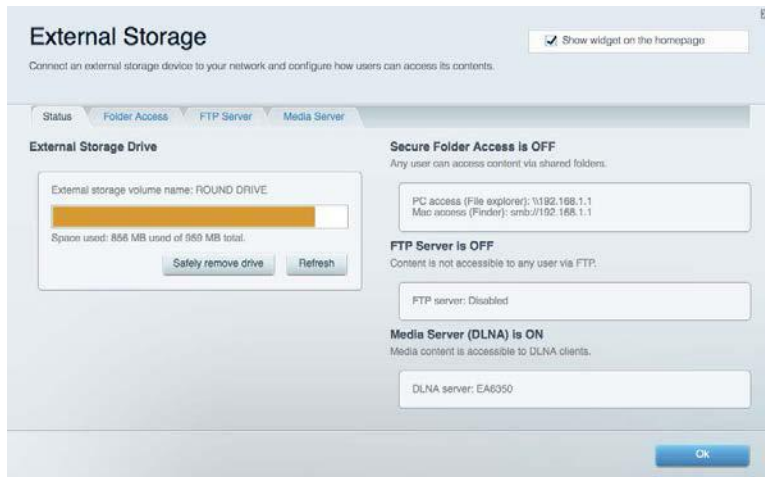 External Storage
Show widget on the homepage
Connect an external storage device to your network and configure how users can access its contents.
Status
Folder Access
FTP Server
Media Server
External Storage Drive
External storage volume name: ROUND DRIVE
Space used: 856 MB used of 959 MB total.
Safely remove drive
Refresh
Secure Folder Access is OFF
Any user can access content via shared folders.
PC access (File explorer): \\192.168.1.1
Mac access (Finder): smb://192.168.1.1
FTP Server is OFF
Content is not accessible to any user via FTP.
FTP server: Disabled
Media Server (DLNA) is ON
Media content is accessible to DLNA clients.
DLNA server: EA6350
Ok